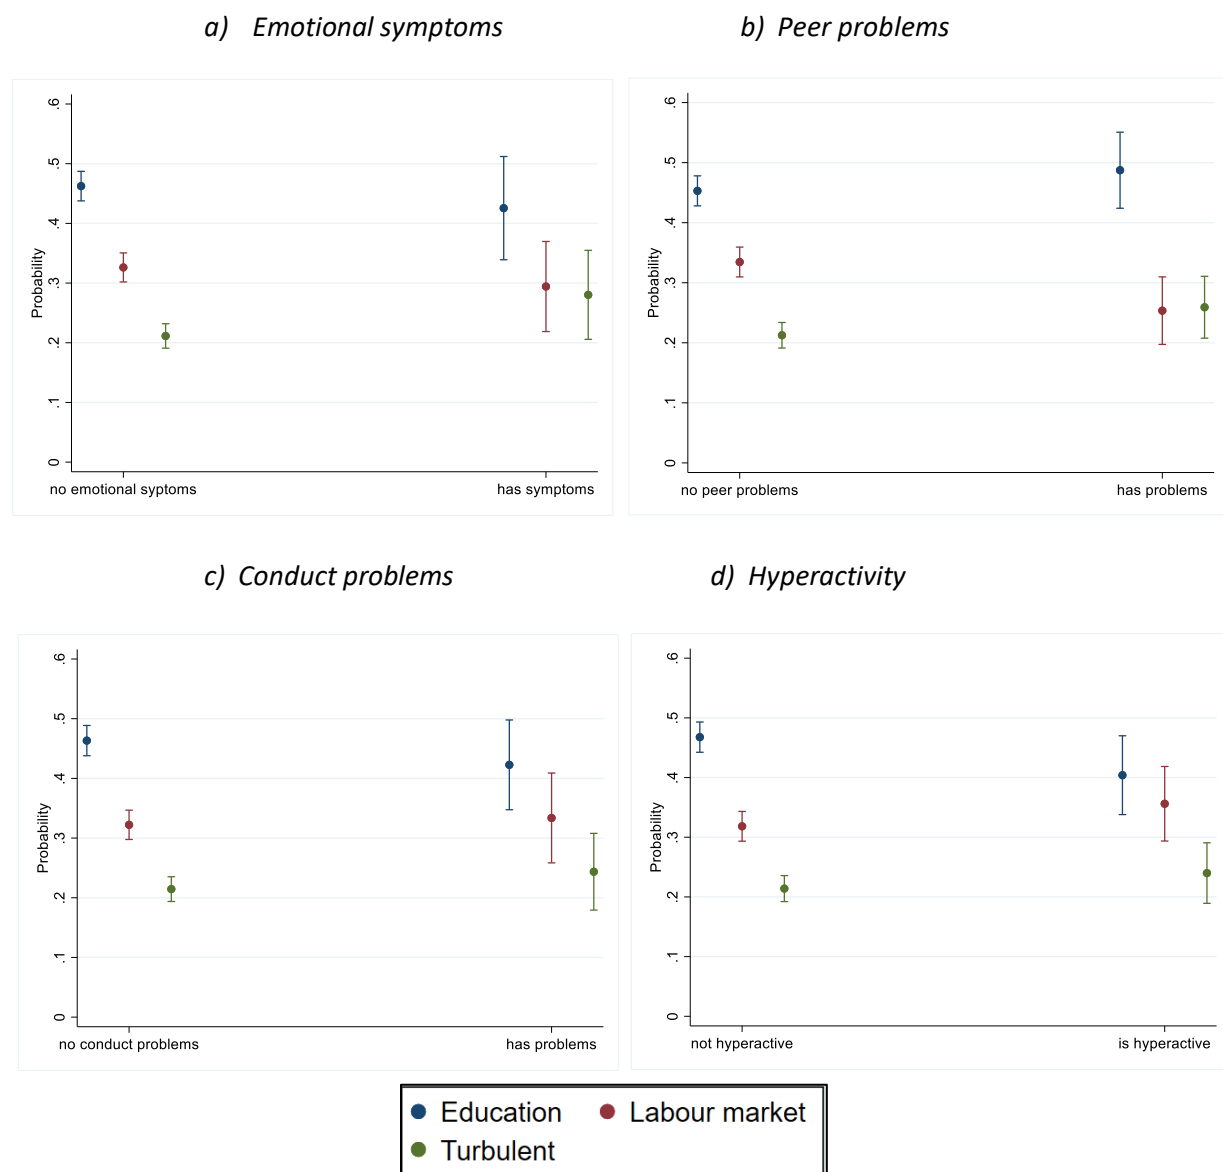 a) Emotional symptoms
b) Peer problems
.6
.5
.4
.3
.2
.1
0
Probability
no emotional syptoms
has symptoms
.6
.5
.4
.3
.2
.1
0
Probability
no peer problems
has problems
c) Conduct problems
d) Hyperactivity
.6
.5
.4
.3
.2
.1
0
Probability
no conduct problems
has problems
.6
.5
.4
.3
.2
.1
0
Probability
not hyperactive
is hyperactive
Education
Labour market
Turbulent